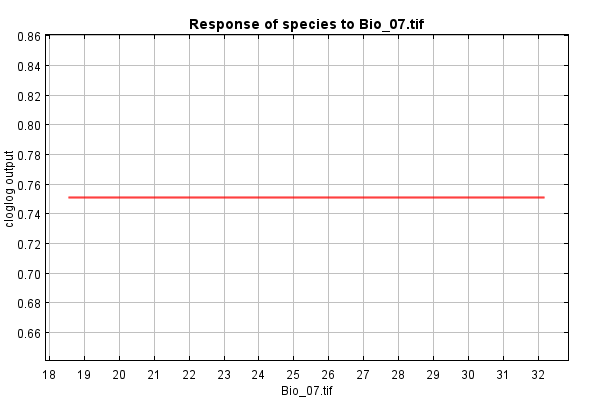 Response of species to Bio_07.tif
0.86
0.84
0.82
0.80
0.78
0.76
0.74
0.72
0.70
0.68
0.66
cloglog output
18 19 20 21 22 23 24 25 26 27 28 29 30 31 32
Bio_07.tif